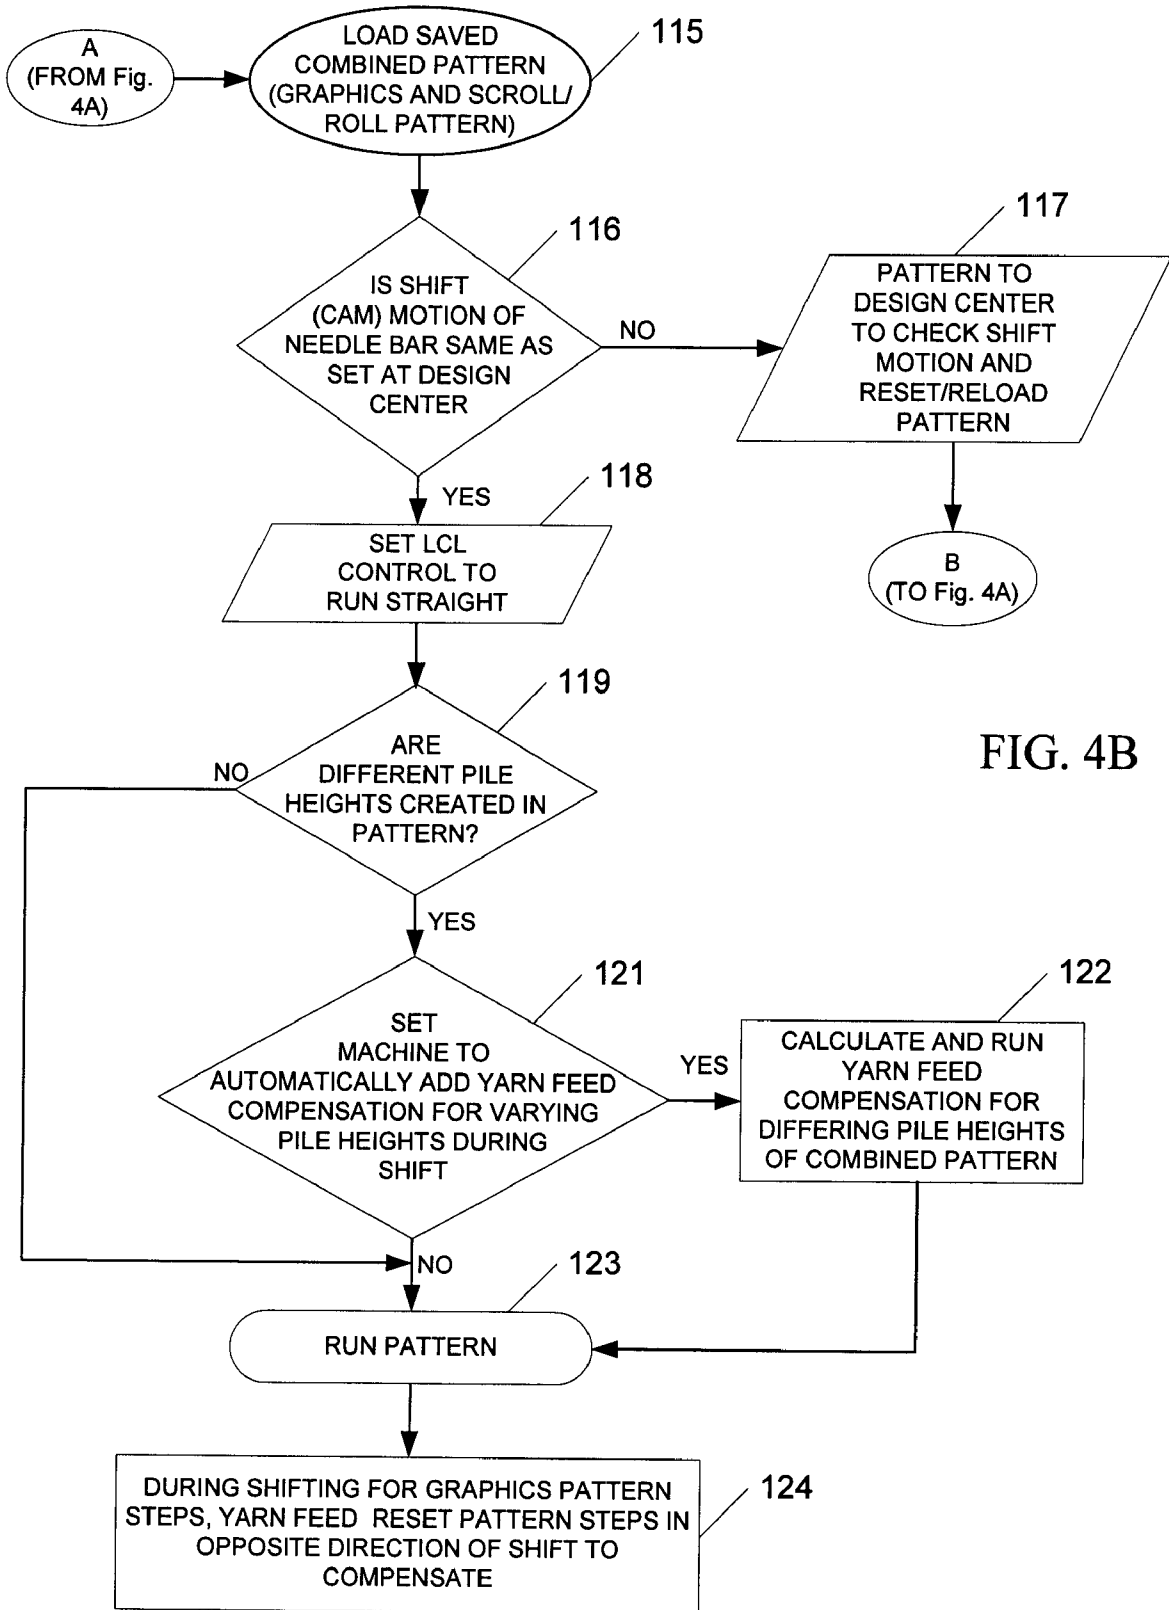 A
(FROM Fig.
4A)
LOAD SAVED
COMBINED PATTERN
(GRAPHICS AND SCROLL/
ROLL PATTERN)
115
116
IS SHIFT
(CAM) MOTION OF
NEEDLE BAR SAME AS
SET AT DESIGN
CENTER
NO
117
PATTERN TO
DESIGN CENTER
TO CHECK SHIFT
MOTION AND
RESET/RELOAD
PATTERN
YES
118
SET LCL
CONTROL TO
RUN STRAIGHT
B
(TO Fig. 4A)
119
ARE
DIFFERENT PILE
HEIGHTS CREATED IN
PATTERN?
NO
FIG. 4B
YES
121
SET
MACHINE TO
AUTOMATICALLY ADD YARN FEED
COMPENSATION FOR VARYING
PILE HEIGHTS DURING
SHIFT
YES
122
CALCULATE AND RUN
YARN FEED
COMPENSATION FOR
DIFFERING PILE HEIGHTS
OF COMBINED PATTERN
NO
123
RUN PATTERN
DURING SHIFTING FOR GRAPHICS PATTERN
STEPS, YARN FEED RESET PATTERN STEPS IN
OPPOSITE DIRECTION OF SHIFT TO
COMPENSATE
124